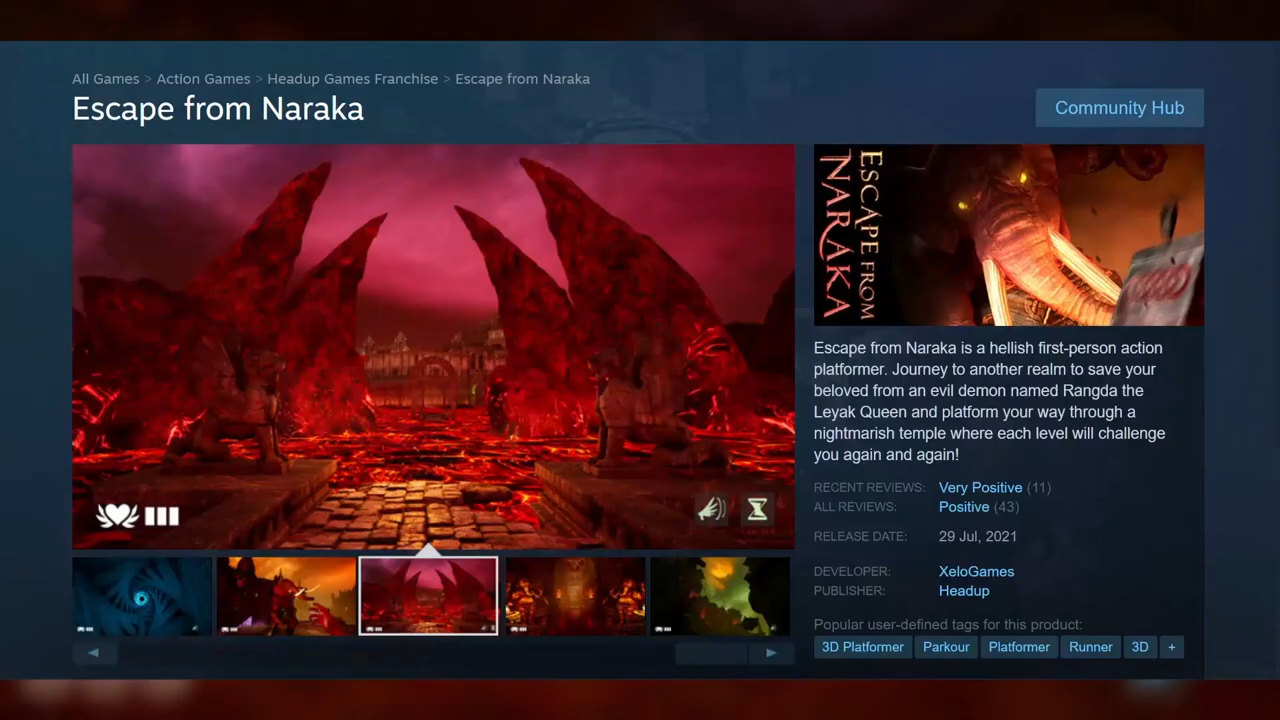 All Games > Action Games > Headup Games Franchise > Escape from Naraka
Escape from Naraka
Community Hub
ESCAPE FROM
NARAKA
Escape from Naraka is a hellish first-person action
platformer. Journey to another realm to save your
beloved from an evil demon named Rangda the
Leyak Queen and platform your way through a
nightmarish temple where each level will challenge
you again and again!
RECENT REVIEWS: Very Positive (11)
ALL REVIEWS: Positive (43)
RELEASE DATE: 29 Jul, 2021
DEVELOPER: XeloGames
PUBLISHER: Headup
Popular user-defined tags for this product:
3D Platformer Parkour Platformer Runner 3D +